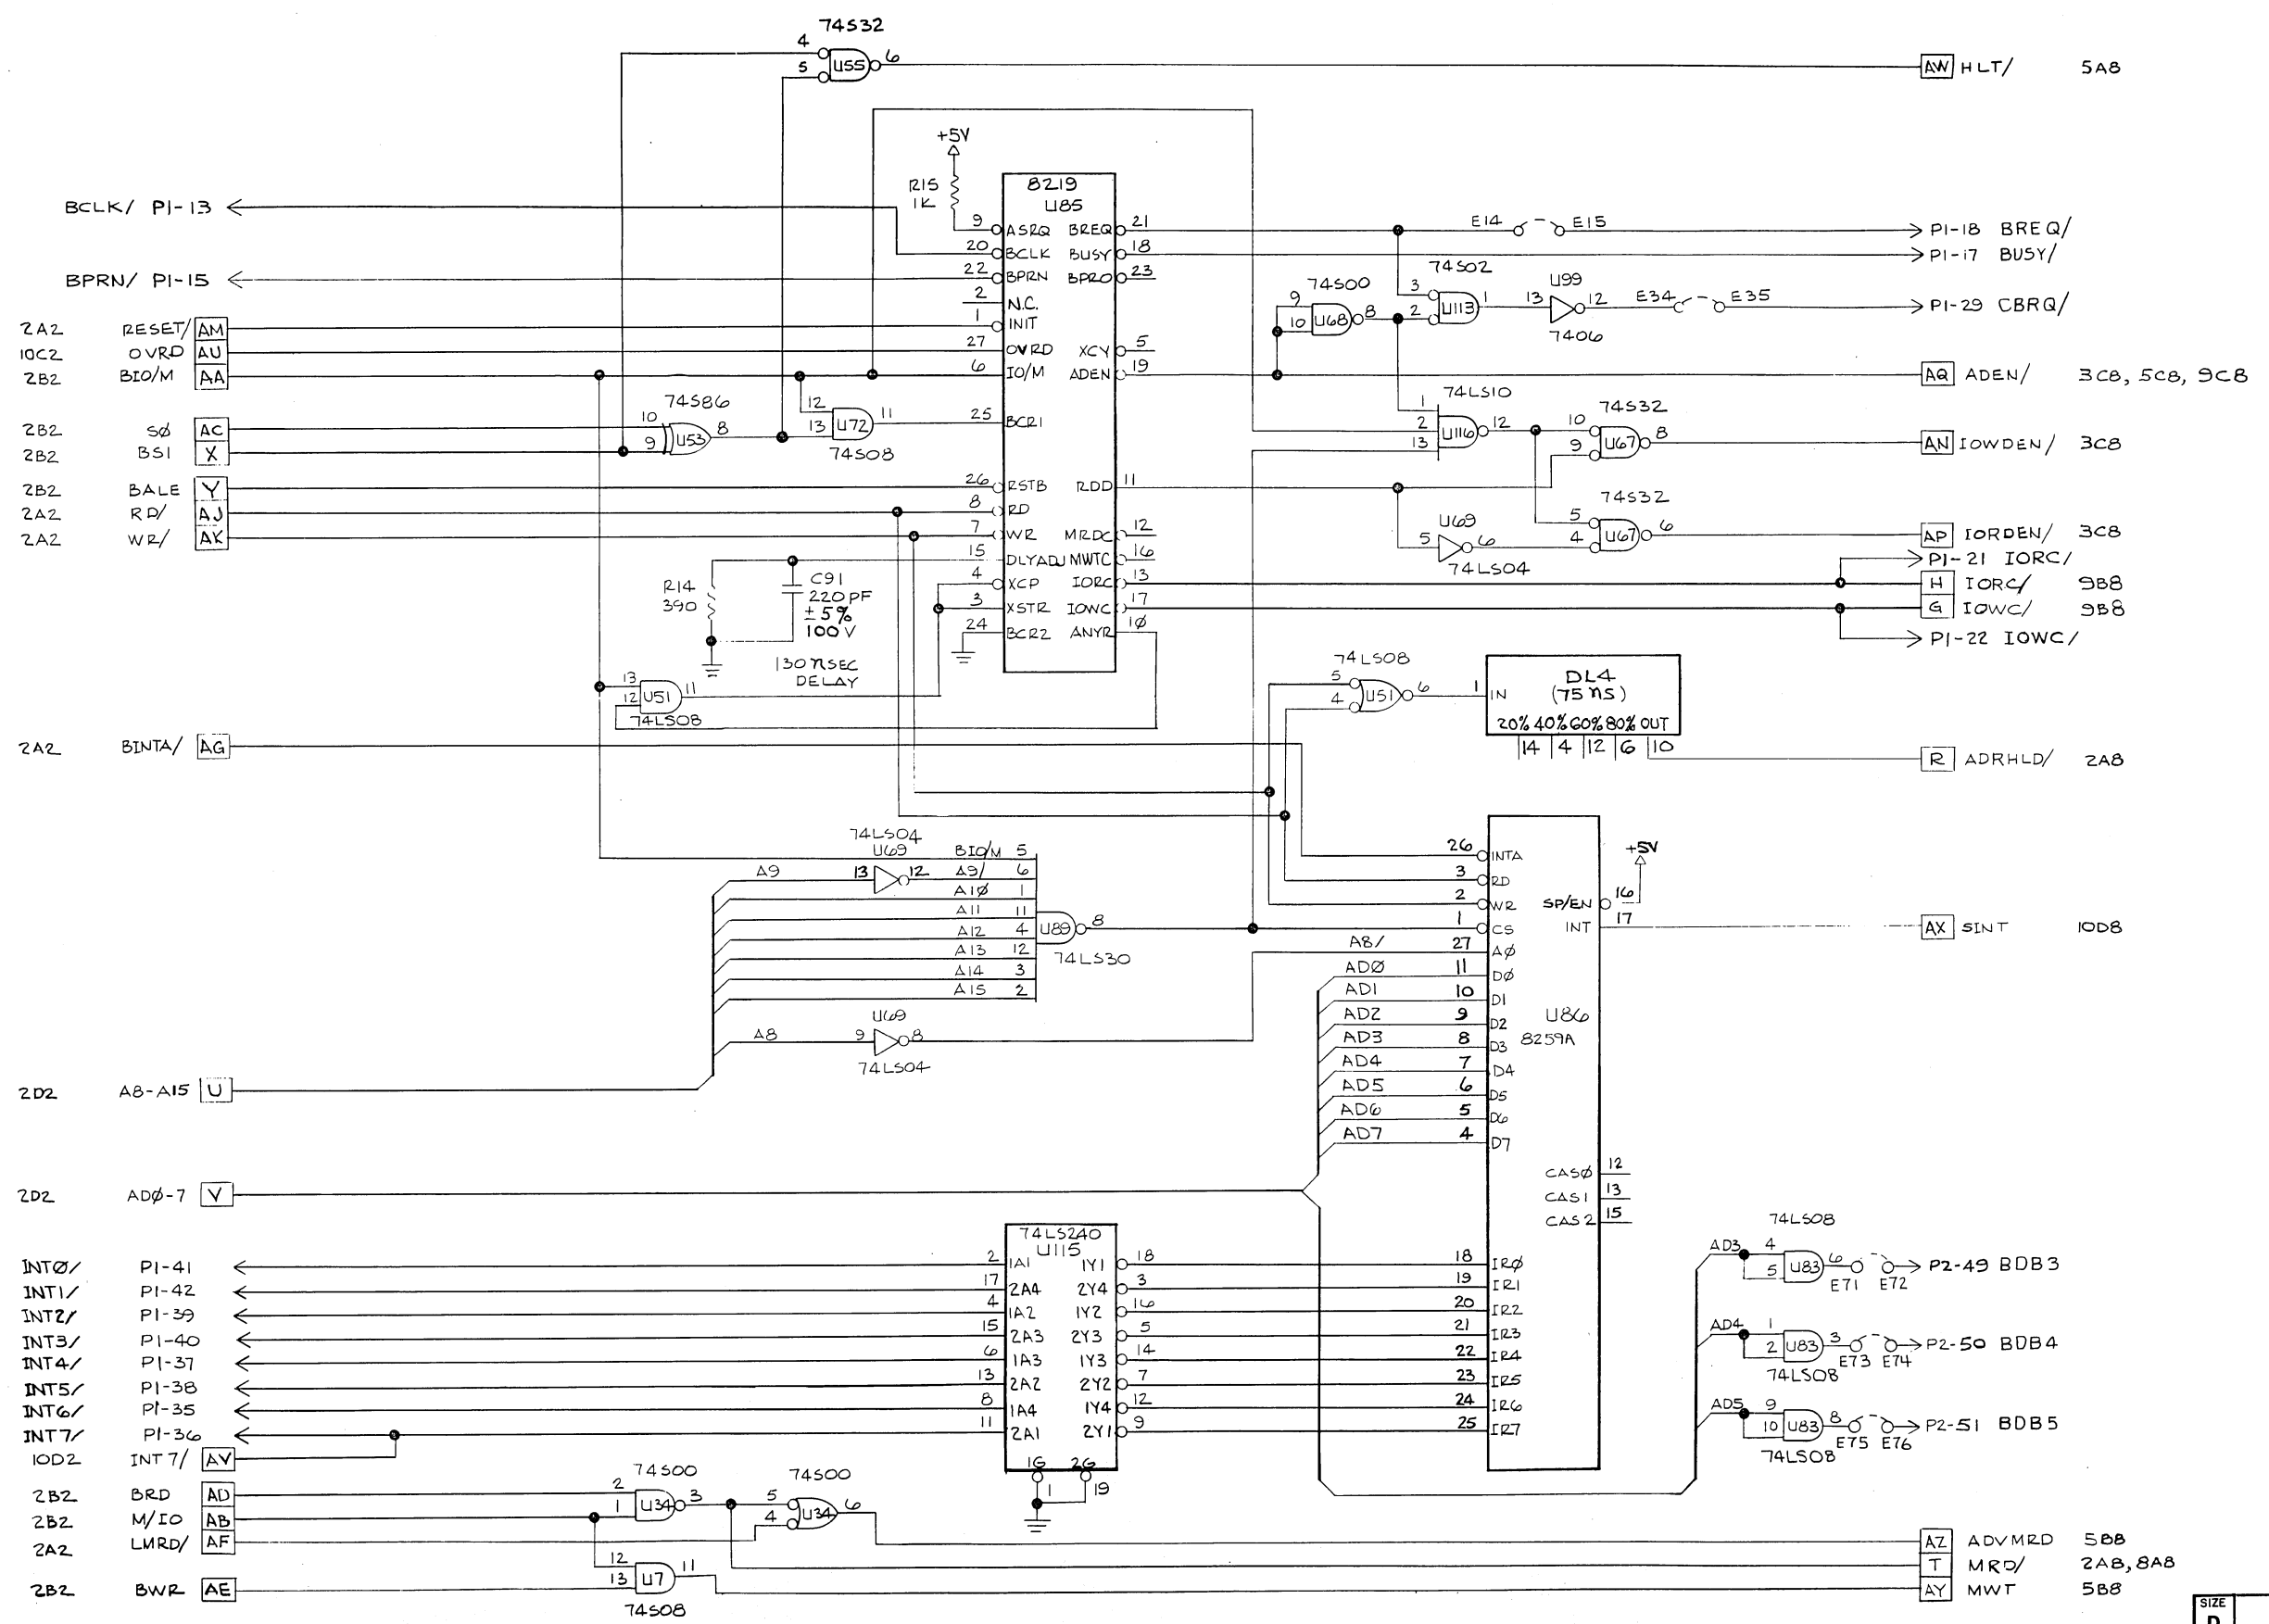 74S32
4
5
U55
6
AW HLT/ 5A8
+5V
R15
1K
8219
U85
BCLK/ P1-13
BPRN/ P1-15
9 ASRQ BREQ 21
20 BCLK BUSY 18
22 BPRN BPRO 23
2 N.C.
1 INIT
27 OVRD XCY 5
6 IO/M ADEN 19
25 BCR1
26 RSTB RDD 11
8 RD
7 WR MRDC 12
15 DLYADJ MWTC 16
4 XCP IORC 13
3 XSTR IOWC 17
24 BCR2 ANYR 10
E14 E15
P1-18 BREQ/
P1-17 BUSY/
74S00
9
10
U68
8
74S02
3
2
U113
1
U99
13 12
7406
E34 E35
P1-29 CBRQ/
2A2 RESET/ AM
10C2 OVRD AU
2B2 BIO/M AA
2B2 SØ AC
2B2 BS1 X
2B2 BALE Y
2A2 RD/ AJ
2A2 WR/ AK
74S86
10
9
U53
8
12
13
U72
11
74S08
AQ ADEN/ 3C8, 5C8, 9C8
74LS10
1
2
13
U116
12
74S32
10
9
U67
8
AN IOWDEN/ 3C8
74S32
5
4
U67
6
U69
5 6
74LS04
AP IORDEN/ 3C8
P1-21 IORC/
H IORC/ 9B8
G IOWC/ 9B8
P1-22 IOWC/
R14
390
C91
220PF
±5%
100V
130 nSEC
DELAY
13
12
U51
11
74LS08
74LS08
5
4
U51
6
DL4
(75 nS)
1 IN
20% 40% 60% 80% OUT
14 4 12 6 10
R ADRHLD/ 2A8
2A2 BINTA/ AG
74LS04
U69
A9 13 12
BIO/M 5
A9/ 6
A1Ø 1
A11 11
A12 4
A13 12
A14 3
A15 2
U89
8
74LS30
U69
A8 9 8
74LS04
2D2 A8-A15 U
2D2 ADØ-7 V
26 INTA
3 RD
2 WR
1 CS
A8/ 27 AØ
ADØ 11 DØ
AD1 10 D1
AD2 9 D2
AD3 8 D3
AD4 7 D4
AD5 6 D5
AD6 5 D6
AD7 4 D7
U86
8259A
+5V
SP/EN 16
INT 17
AX SINT 10D8
CASØ 12
CAS1 13
CAS2 15
18 IRØ
19 IR1
20 IR2
21 IR3
22 IR4
23 IR5
24 IR6
25 IR7
74LS240
U115
2 1A1 1Y1 18
17 2A4 2Y4 3
4 1A2 1Y2 16
15 2A3 2Y3 5
6 1A3 1Y3 14
13 2A2 2Y2 7
8 1A4 1Y4 12
11 2A1 2Y1 9
1G 2G
1 19
INTØ/ P1-41
INT1/ P1-42
INT2/ P1-39
INT3/ P1-40
INT4/ P1-37
INT5/ P1-38
INT6/ P1-35
INT7/ P1-36
10D2 INT7/ AV
74LS08
AD3 4
5
U83
6
E71 E72
P2-49 BDB3
AD4 1
2
U83
3
E73 E74
P2-50 BDB4
74LS08
AD5 9
10
U83
8
E75 E76
P2-51 BDB5
74LS08
2B2 BRD AD
2B2 M/IO AB
2A2 LMRD/ AF
2B2 BWR AE
74S00
2
1
U34
3
74S00
5
4
U34
6
12
13
U7
11
74S08
AZ ADVMRD 5B8
T MRD/ 2A8, 8A8
AY MWT 5B8
SIZE